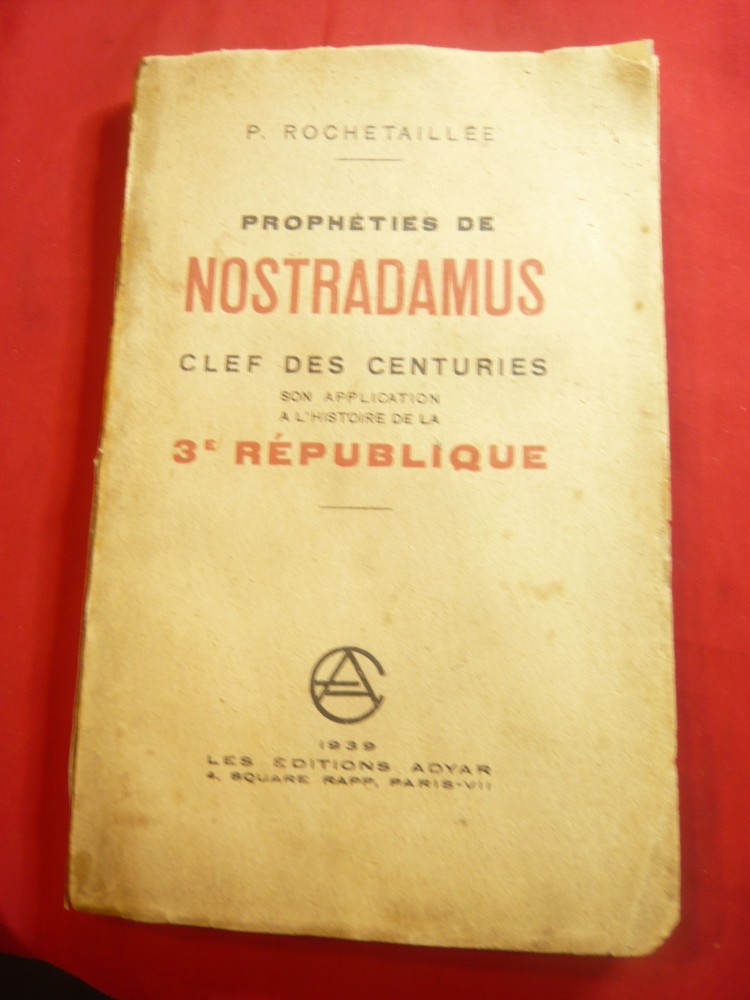 P. ROCHETAILLÉE
PROPHÉTIES DE
NOSTRADAMUS
CLEF DES CENTURIES
SON APPLICATION
A L'HISTOIRE DE LA
3E RÉPUBLIQUE
1939
LES ÉDITIONS ADYAR
4, SQUARE RAPP, PARIS-VII